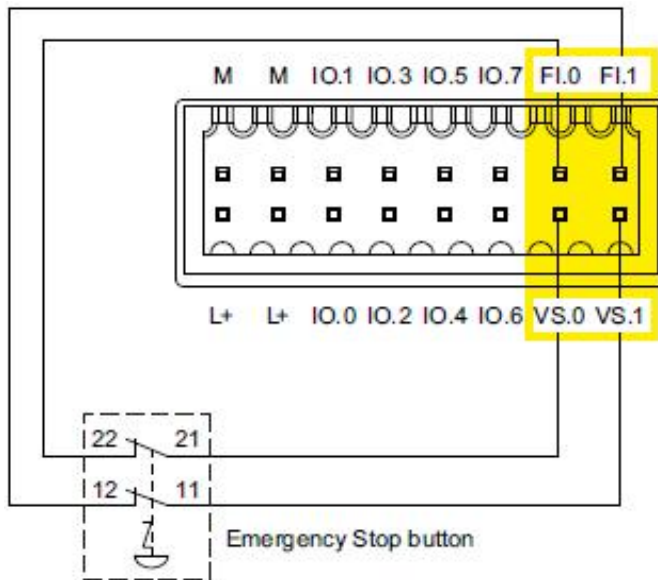 M M IO.1 IO.3 IO.5 IO.7 FI.0 FI.1
L+ L+ IO.0 IO.2 IO.4 IO.6 VS.0 VS.1
22 21
12 11
Emergency Stop button